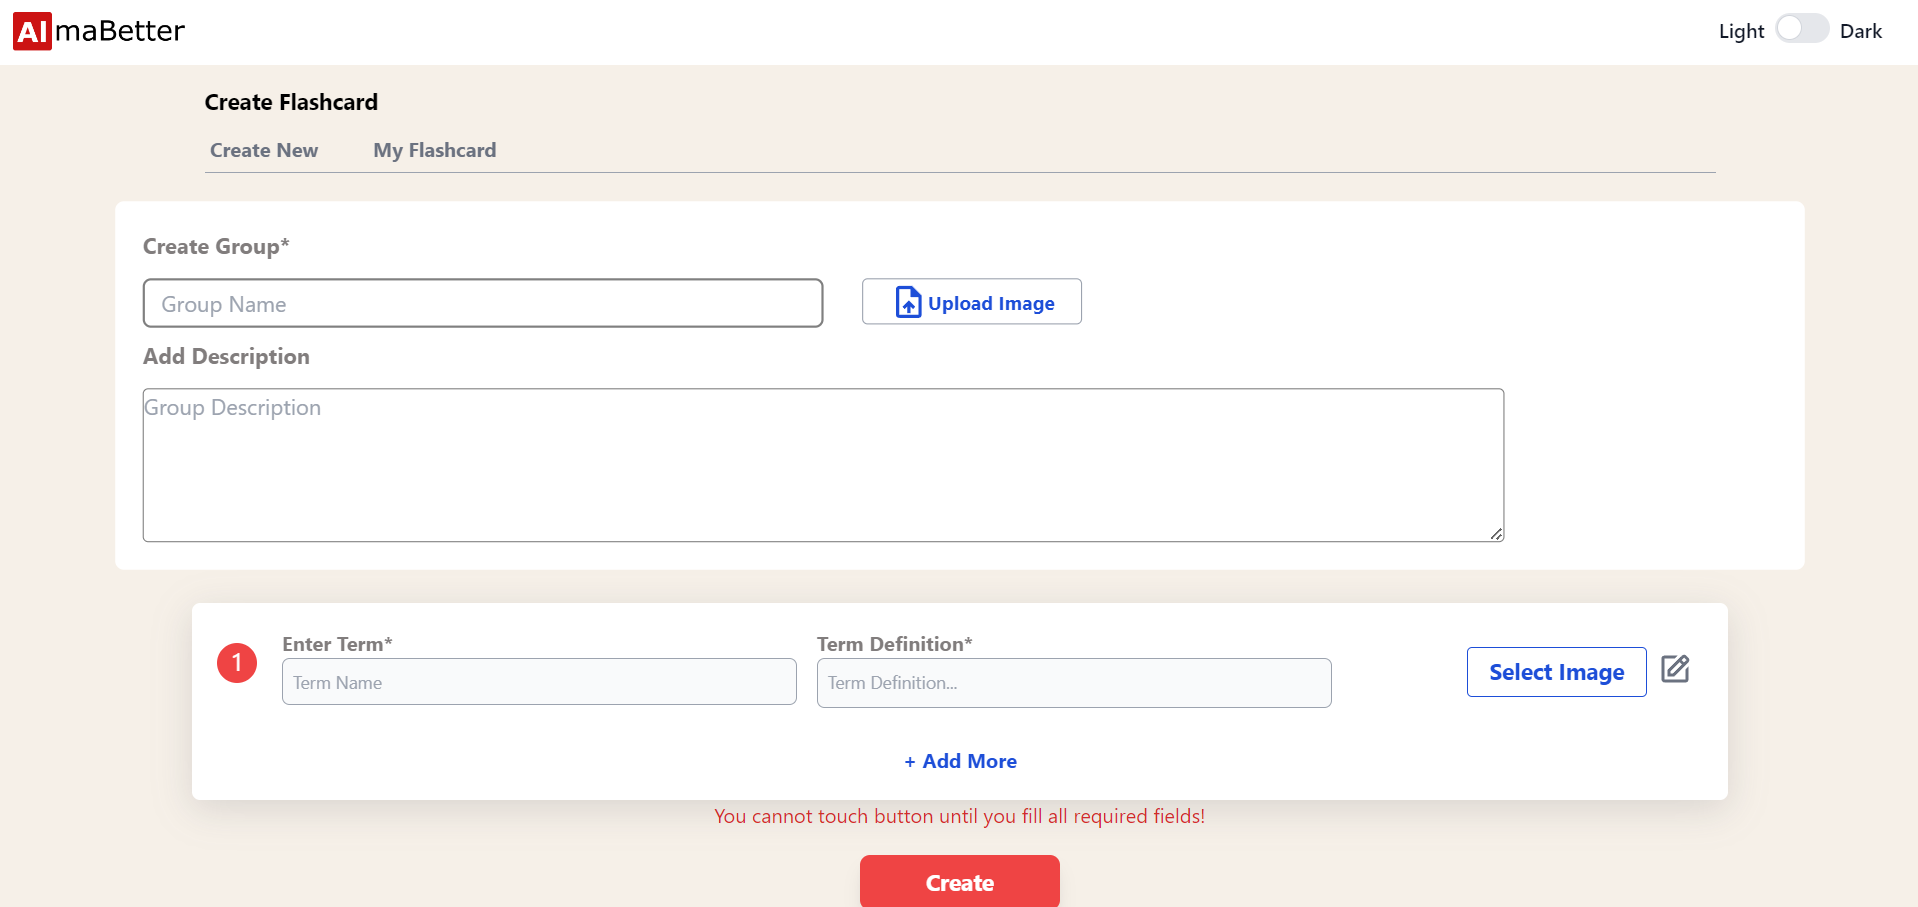 AlmaBetter
Light Dark
Create Flashcard
Create New My Flashcard
Create Group*
Group Name
Upload Image
Add Description
Group Description
1
Enter Term* Term Definition*
Term Name Term Definition...
Select Image
+ Add More
You cannot touch button until you fill all required fields!
Create